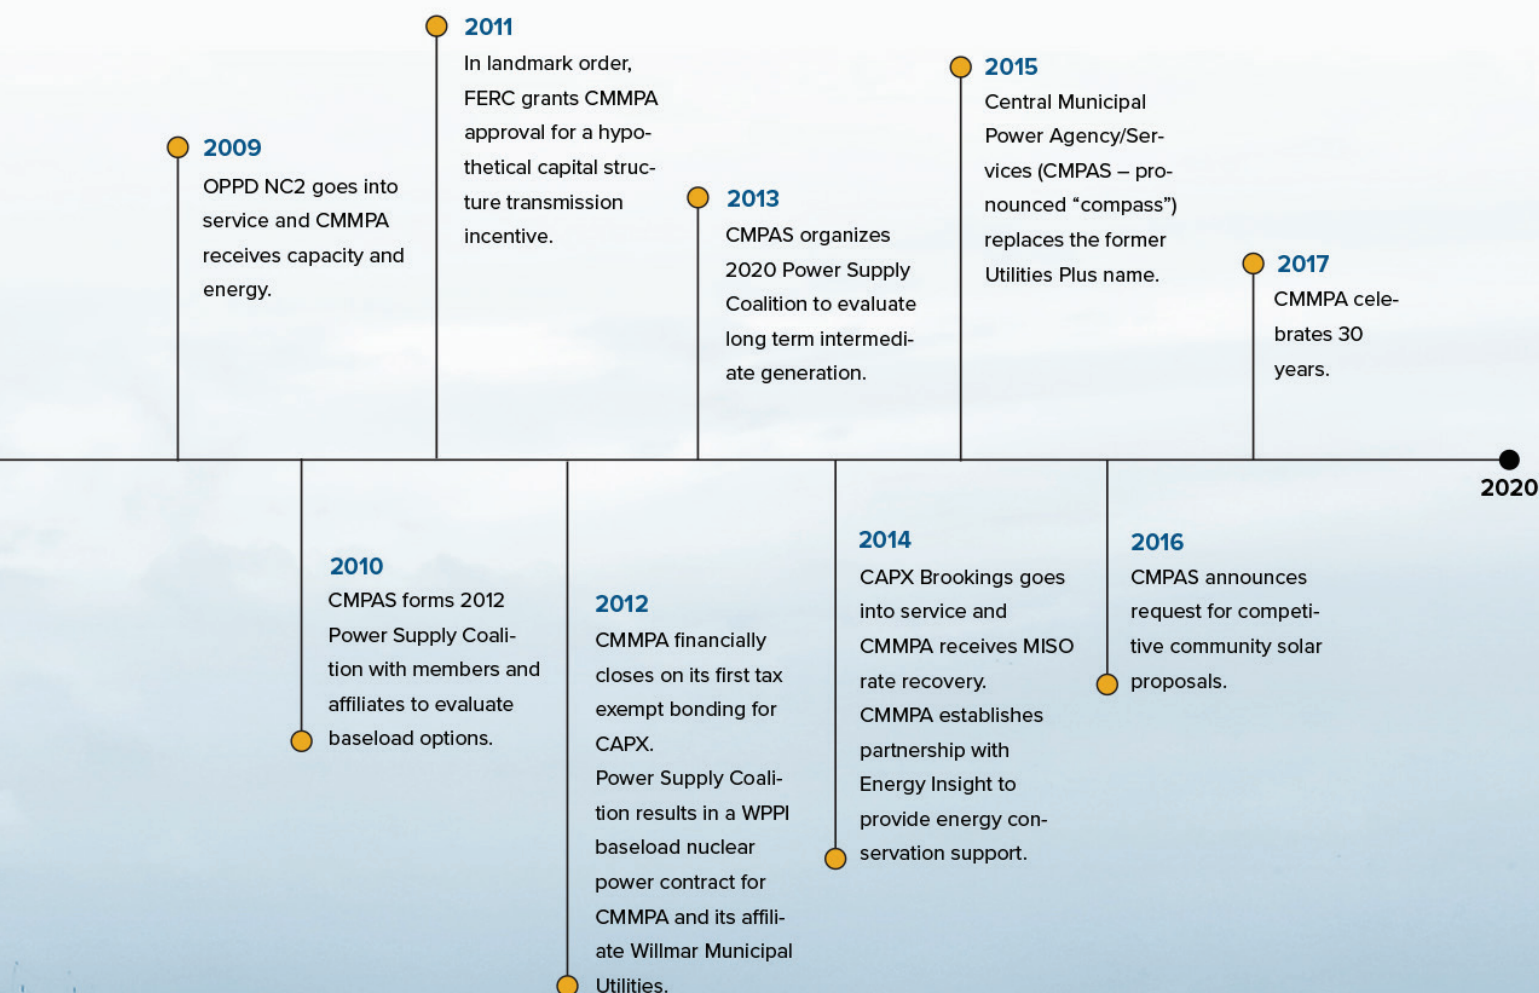 2009
OPPD NC2 goes into
service and CMMPA
receives capacity and
energy.
2011
In landmark order,
FERC grants CMMPA
approval for a hypo-
thetical capital struc-
ture transmission
incentive.
2013
CMPAS organizes
2020 Power Supply
Coalition to evaluate
long term intermedi-
ate generation.
2015
Central Municipal
Power Agency/Ser-
vices (CMPAS – pro-
nounced “compass”)
replaces the former
Utilities Plus name.
2017
CMMPA cele-
brates 30
years.
2020
2010
CMPAS forms 2012
Power Supply Coali-
tion with members and
affiliates to evaluate
baseload options.
2012
CMMPA financially
closes on its first tax
exempt bonding for
CAPX.
Power Supply Coali-
tion results in a WPPI
baseload nuclear
power contract for
CMMPA and its affili-
ate Willmar Municipal
Utilities.
2014
CAPX Brookings goes
into service and
CMMPA receives MISO
rate recovery.
CMMPA establishes
partnership with
Energy Insight to
provide energy con-
servation support.
2016
CMPAS announces
request for competi-
tive community solar
proposals.